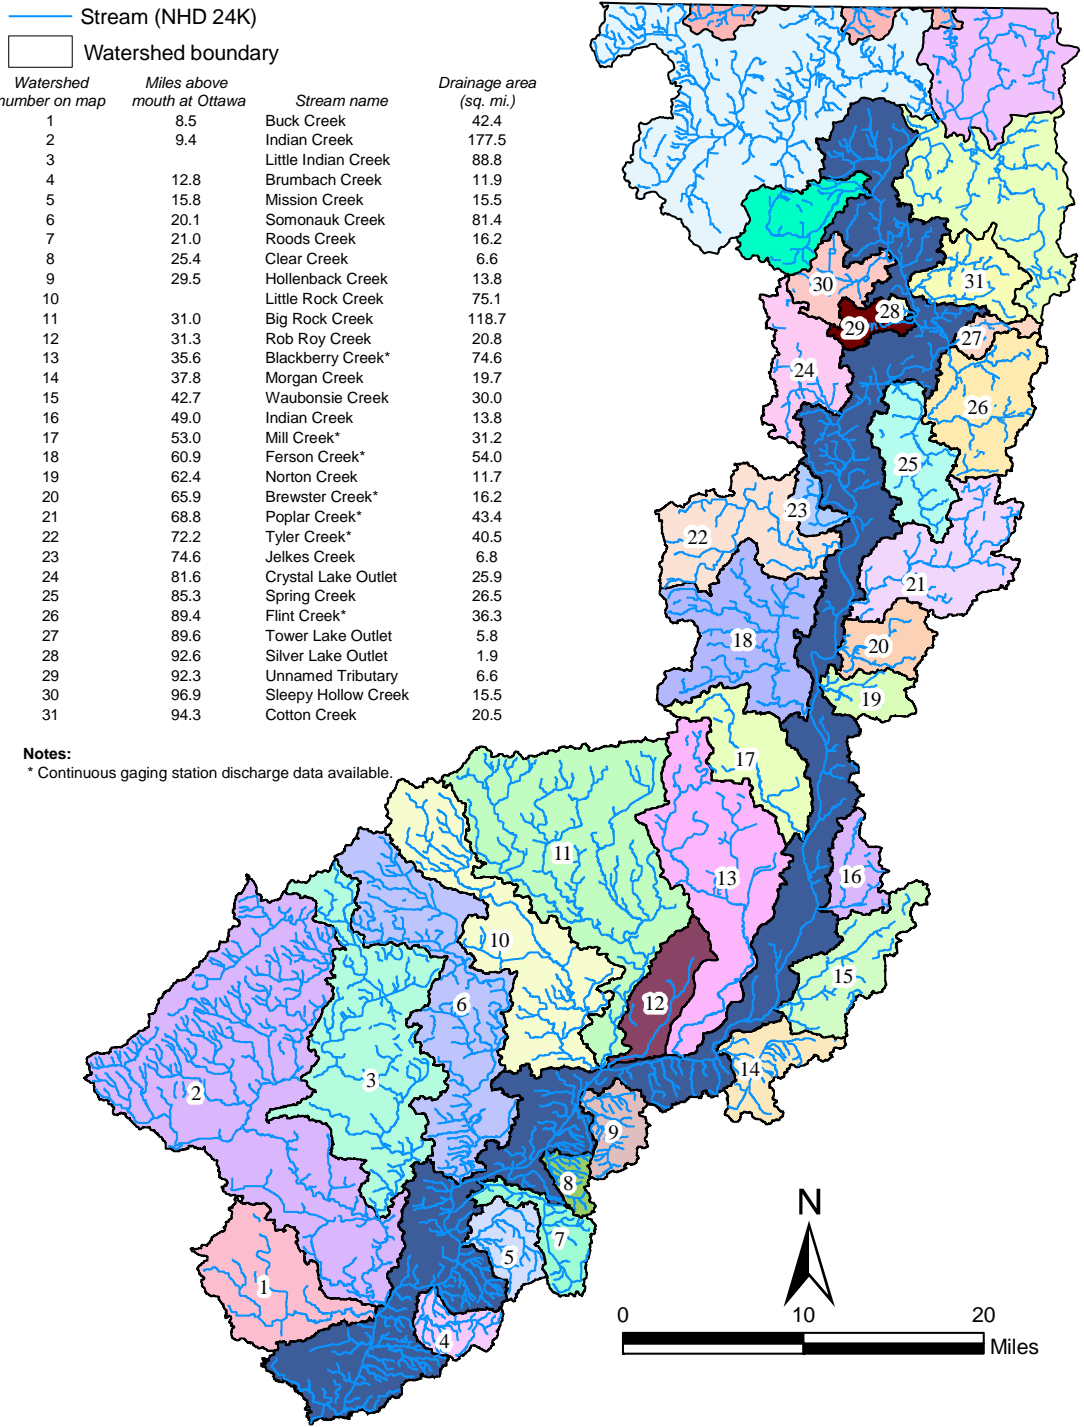 Stream (NHD 24K)
Watershed boundary
Watershed number on map Miles above mouth at Ottawa Stream name Drainage area (sq. mi.)
1 8.5 Buck Creek 42.4
2 9.4 Indian Creek 177.5
3 Little Indian Creek 88.8
4 12.8 Brumbach Creek 11.9
5 15.8 Mission Creek 15.5
6 20.1 Somonauk Creek 81.4
7 21.0 Roods Creek 16.2
8 25.4 Clear Creek 6.6
9 29.5 Hollenback Creek 13.8
10 Little Rock Creek 75.1
11 31.0 Big Rock Creek 118.7
12 31.3 Rob Roy Creek 20.8
13 35.6 Blackberry Creek* 74.6
14 37.8 Morgan Creek 19.7
15 42.7 Waubonsie Creek 30.0
16 49.0 Indian Creek 13.8
17 53.0 Mill Creek* 31.2
18 60.9 Ferson Creek* 54.0
19 62.4 Norton Creek 11.7
20 65.9 Brewster Creek* 16.2
21 68.8 Poplar Creek* 43.4
22 72.2 Tyler Creek* 40.5
23 74.6 Jelkes Creek 6.8
24 81.6 Crystal Lake Outlet 25.9
25 85.3 Spring Creek 26.5
26 89.4 Flint Creek* 36.3
27 89.6 Tower Lake Outlet 5.8
28 92.6 Silver Lake Outlet 1.9
29 92.3 Unnamed Tributary 6.6
30 96.9 Sleepy Hollow Creek 15.5
31 94.3 Cotton Creek 20.5
Notes:
* Continuous gaging station discharge data available.
30
31
28
29
27
24
26
25
23
22
21
18
20
19
17
11
13
16
10
15
6
12
14
3
2
9
8
7
5
1
4
N
0 10 20
Miles